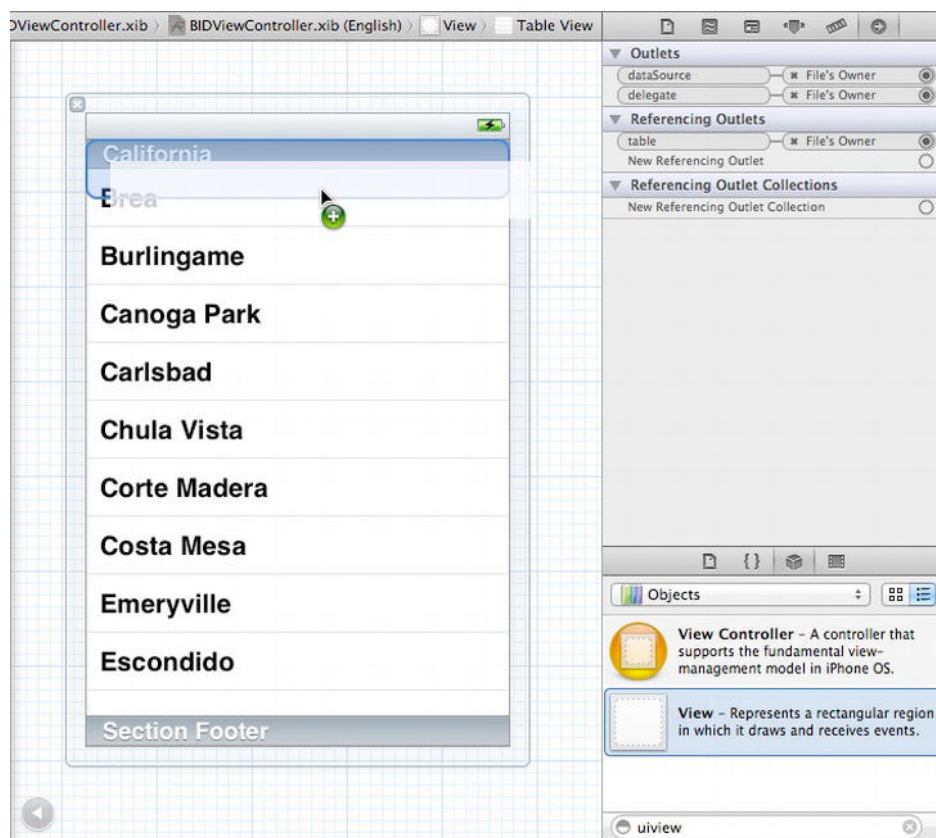 DViewController.xib BIDViewController.xib (English) View Table View
Outlets
dataSource File's Owner
delegate File's Owner
Referencing Outlets
table File's Owner
New Referencing Outlet
Referencing Outlet Collections
New Referencing Outlet Collection
California
Brea
Burlingame
Canoga Park
Carlsbad
Chula Vista
Corte Madera
Costa Mesa
Emeryville
Escondido
Section Footer
{}
Objects
View Controller – A controller that
supports the fundamental view-
management model in iPhone OS.
View – Represents a rectangular region
in which it draws and receives events.
uiview